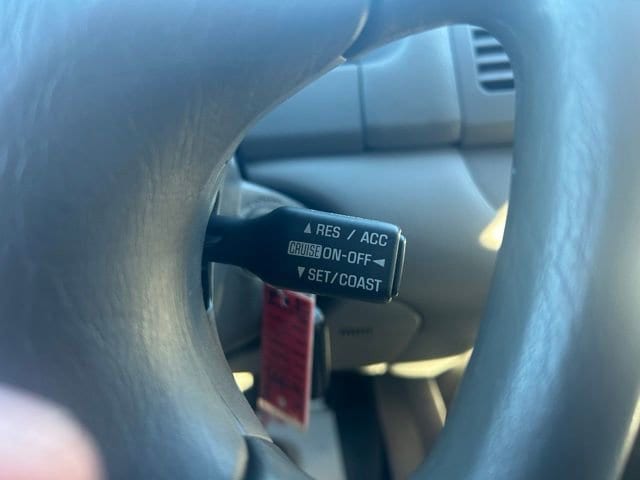 ▲ RES / ACC
CRUISE ON-OFF ◄
▼ SET/COAST